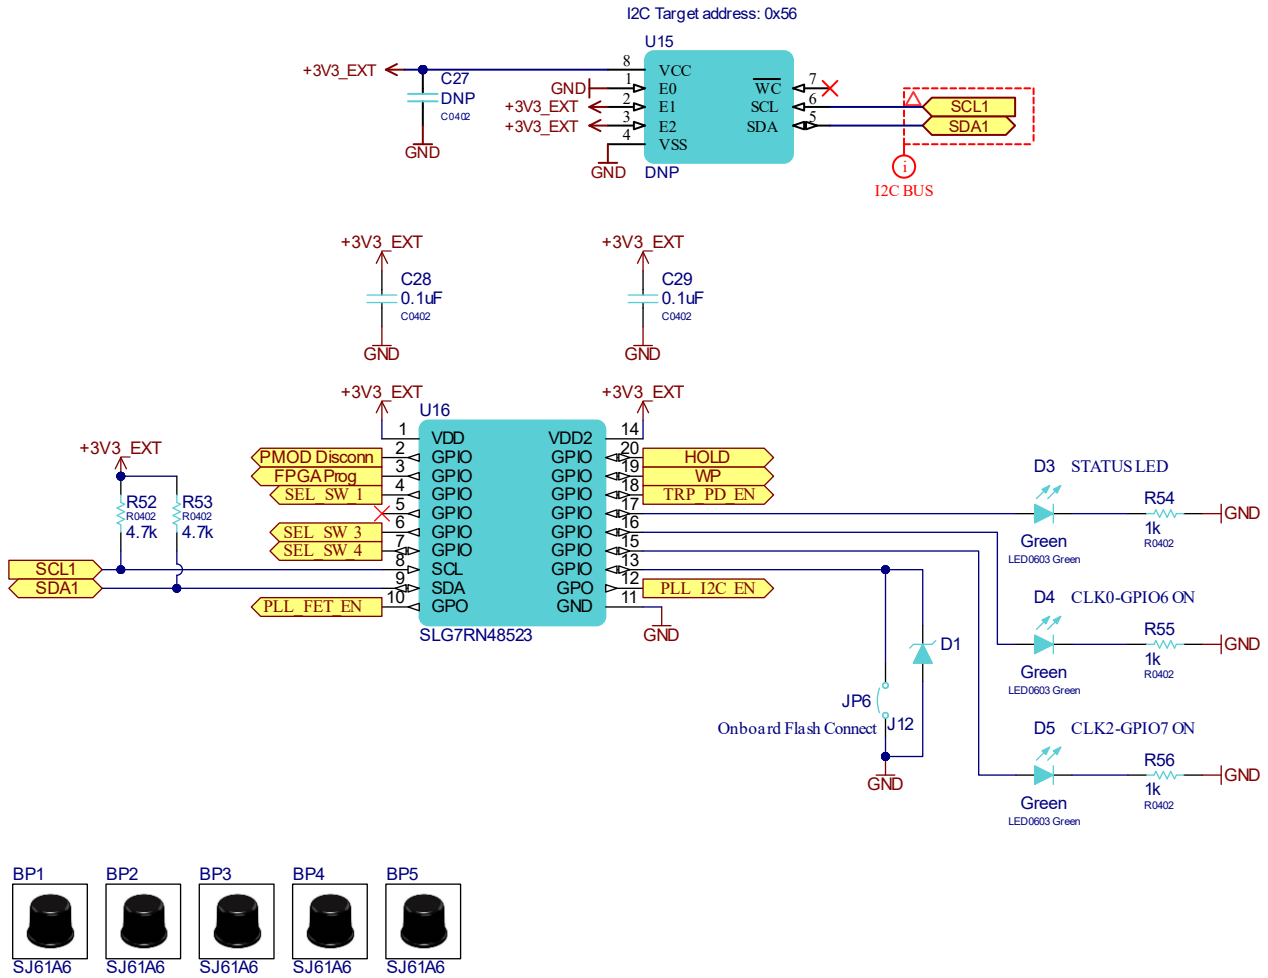 I2C Target address: 0x56
U15
+3V3_EXT
C27
DNP
C0402
GND
8 VCC
GND 1 E0
+3V3_EXT 2 E1
+3V3_EXT 3 E2
4 VSS
GND
DNP
WC 7
SCL 6 SCL1
SDA 5 SDA1
i
I2C BUS
+3V3_EXT
C28
0.1uF
C0402
GND
+3V3_EXT
C29
0.1uF
C0402
GND
+3V3_EXT
U16
+3V3_EXT
1 VDD
PMOD Disconn 2 GPIO
FPGA Prog 3 GPIO
SEL_SW_1 4 GPIO
5 GPIO
SEL_SW_3 6 GPIO
SEL_SW_4 7 GPIO
SCL1 8 SCL
SDA1 9 SDA
PLL_FET_EN 10 GPO
VDD2 14
GPIO 20 HOLD
GPIO 19 WP
GPIO 18 TRP_PD_EN
GPIO 17
GPIO 16
GPIO 15
GPIO 13
GPO 12 PLL_I2C_EN
GND 11
GND
SLG7RN48523
+3V3_EXT
R52
R0402
4.7k
R53
R0402
4.7k
D3 STATUS LED
Green
LED0603 Green
R54
1k
R0402
GND
D4 CLK0-GPIO6 ON
Green
LED0603 Green
R55
1k
R0402
GND
D5 CLK2-GPIO7 ON
Green
LED0603 Green
R56
1k
R0402
GND
D1
JP6
Onboard Flash Connect J12
GND
BP1 BP2 BP3 BP4 BP5
SJ61A6 SJ61A6 SJ61A6 SJ61A6 SJ61A6